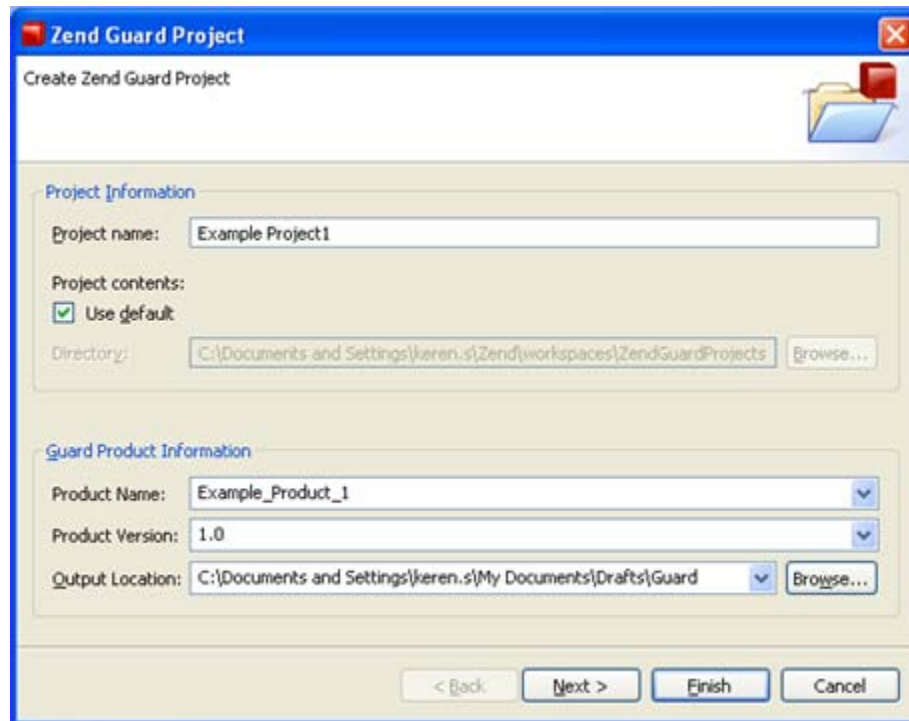 Zend Guard Project
Create Zend Guard Project
Project Information
Project name: Example Project1
Project contents:
Use default
Directory: C:\Documents and Settings\keren.s\Zend\workspaces\ZendGuardProjects Browse...
Guard Product Information
Product Name: Example_Product_1
Product Version: 1.0
Output Location: C:\Documents and Settings\keren.s\My Documents\Drafts\Guard Browse...
< Back Next > Finish Cancel